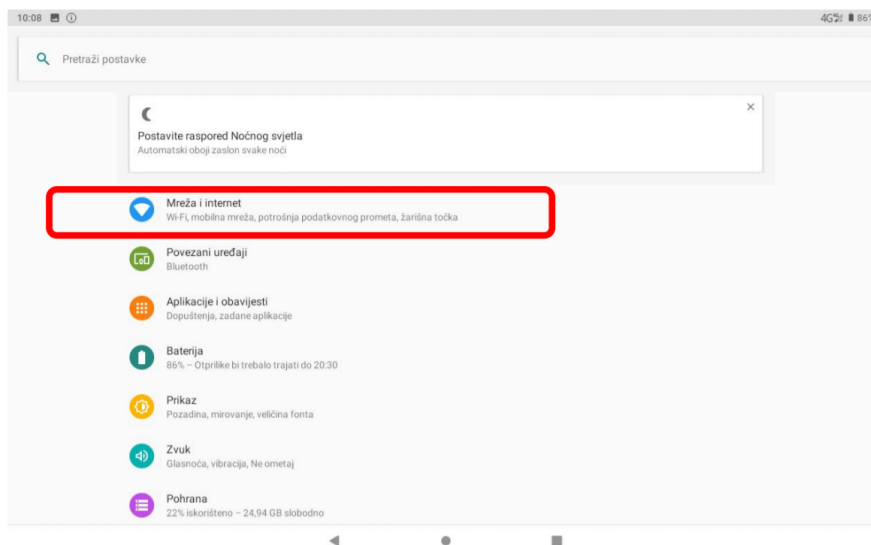 10:08
4G 86%
Pretraži postavke
Postavite raspored Noćnog svjetla
Automatski oboji zaslon svake noći
Mreža i internet
Wi-Fi, mobilna mreža, potrošnja podatkovnog prometa, žarišna točka
Povezani uređaji
Bluetooth
Aplikacije i obavijesti
Dopuštenja, zadane aplikacije
Baterija
86% – Otprilike bi trebalo trajati do 20:30
Prikaz
Pozadina, mirovanje, veličina fonta
Zvuk
Glasnoća, vibracija, Ne ometaj
Pohrana
22% iskorišteno – 24,94 GB slobodno